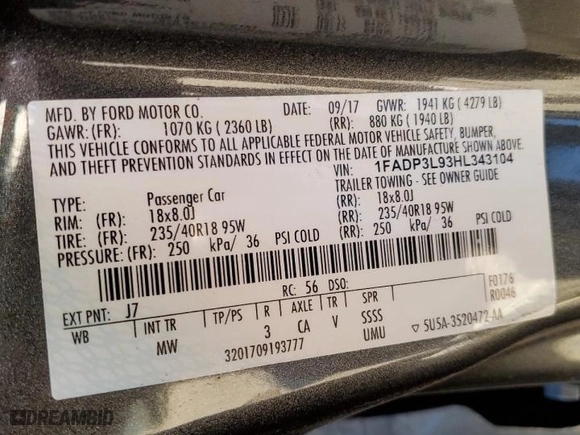 MFD. BY FORD MOTOR CO. DATE: 09/17 GVWR: 1941 KG ( 4279 LB)
GAWR: (FR): 1070 KG ( 2360 LB) (RR): 880 KG ( 1940 LB)
THIS VEHICLE CONFORMS TO ALL APPLICABLE FEDERAL MOTOR VEHICLE SAFETY, BUMPER,
AND THEFT PREVENTION STANDARDS IN EFFECT ON THE DATE OF MANUFACTURE SHOWN ABOVE.
VIN: 1FADP3L93HL343104
TYPE: Passenger Car TRAILER TOWING - SEE OWNER GUIDE
RIM: (FR): 18x8.0J (RR): 18x8.0J
TIRE: (FR): 235/40R18 95W (RR): 235/40R18 95W
PRESSURE: (FR): 250 kPa/ 36 PSI COLD (RR): 250 kPa/ 36 PSI COLD
EXT PNT: J7 RC: 56 DSO: F0176
WB INT TR TP/PS R AXLE TR SPR R0046
MW 3 CA V SSSS
3201709193777 UMU ▽ 5U5A-3520472-AA
DREAMBID